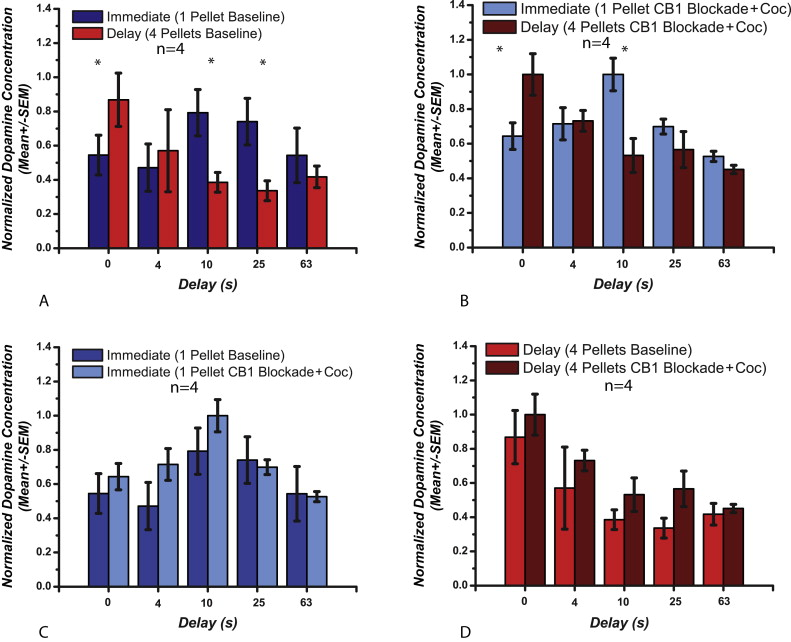 Immediate (1 Pellet Baseline)
Delay (4 Pellets Baseline)
n=4
* * *
Normalized Dopamine Concentration
(Mean+/-SEM)
1.4
1.2
1.0
0.8
0.6
0.4
0.2
0.0
0 4 10 25 63
Delay (s)
A
Immediate (1 Pellet CB1 Blockade+Coc)
Delay (4 Pellets CB1 Blockade+Coc)
n=4
* *
Normalized Dopamine Concentration
(Mean+/-SEM)
1.4
1.2
1.0
0.8
0.6
0.4
0.2
0.0
0 4 10 25 63
Delay (s)
B
Immediate (1 Pellet Baseline)
Immediate (1 Pellet CB1 Blockade+Coc)
n=4
Normalized Dopamine Concentration
(Mean+/-SEM)
1.4
1.2
1.0
0.8
0.6
0.4
0.2
0.0
0 4 10 25 63
Delay (s)
C
Delay (4 Pellets Baseline)
Delay (4 Pellets CB1 Blockade+Coc)
n=4
Normalized Dopamine Concentration
(Mean+/-SEM)
1.4
1.2
1.0
0.8
0.6
0.4
0.2
0.0
0 4 10 25 63
Delay (s)
D